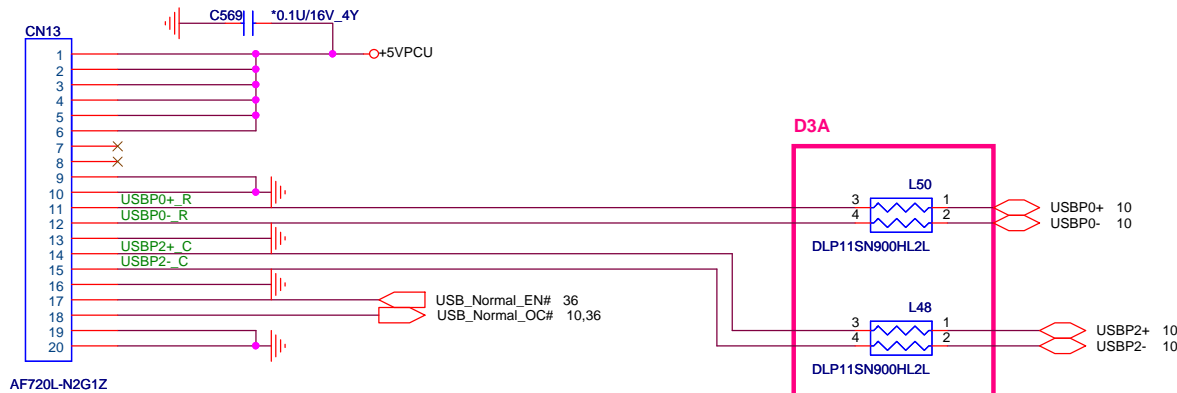 C569
*0.1U/16V_4Y
CN13
+5VPCU
1
2
3
4
5
6
7
8
9
10
11
12
13
14
15
16
17
18
19
20
USBP0+_R
USBP0-_R
USBP2+_C
USBP2-_C
USB_Normal_EN# 36
USB_Normal_OC# 10,36
AF720L-N2G1Z
D3A
L50
3
4
1
2
USBP0+ 10
USBP0- 10
DLP11SN900HL2L
L48
3
4
1
2
USBP2+ 10
USBP2- 10
DLP11SN900HL2L